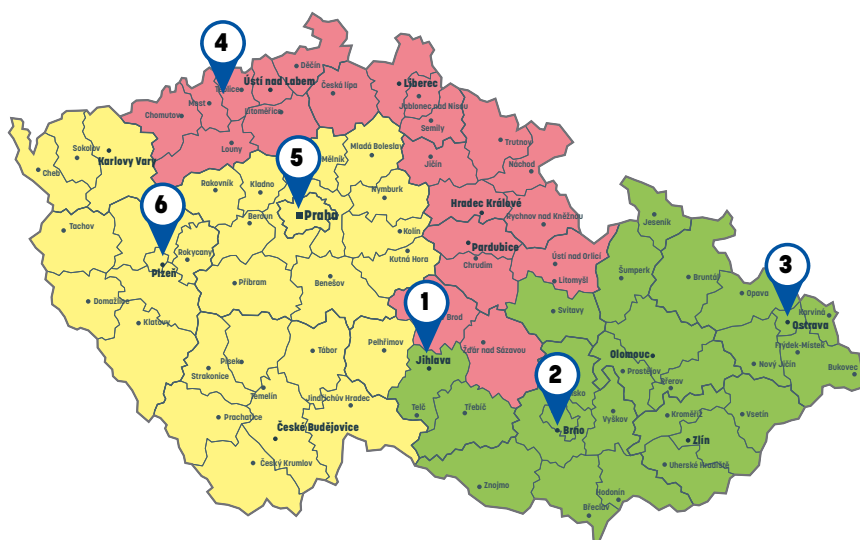 4
Děčín
Ústí nad Labem
Liberec
Česká lípa
Most
Chomutov
Litoměřice
Jablonec nad Nisou
Semily
Louny
Trutnov
Mladá Boleslav
5
Mělník
Sokolov
Karlovy Vary
Cheb
Jičín
Náchod
Rakovník
Kladno
Nymburk
6
Hradec Králové
Praha
Beroun
Rychnov nad Kněžnou
Jeseník
Tachov
Kolín
Pardubice
Rokycany
Kutná Hora
Plzeň
Chrudim
Ústí nad Orlicí
3
Šumperk
Bruntál
Příbram
Benešov
Litomyšl
Opava
1
Domažlice
Svitavy
Karviná
Brod
Klatovy
Ostrava
Pelhřimov
Tábor
Žďár nad Sázavou
Frýdek-Místek
Jihlava
Olomouc
Písek
Strakonice
Nový Jičín
Bukovec
2
Prostějov
Přerov
Temelín
Jindřichův Hradec
sko
Telč
Třebíč
Prachatice
Vyškov
Kroměříž
Vsetín
České Budějovice
Brno
Zlín
Český Krumlov
Uherské Hradiště
Znojmo
Hodonín
Břeclav